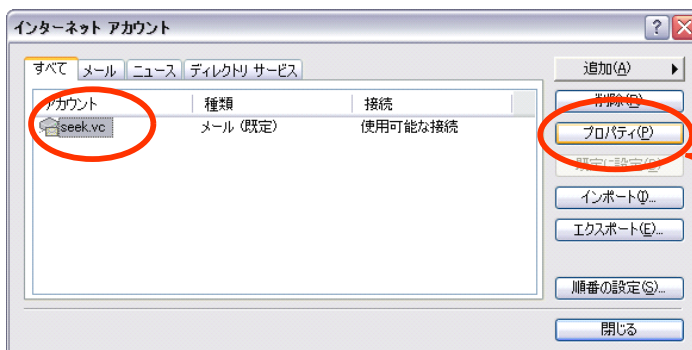 インターネット アカウント
すべて メール ニュース ディレクトリ サービス
追加(A)
アカウント 種類 接続
削除(R)
seek.vc メール (既定) 使用可能な接続
プロパティ(P)
既定に設定(D)
インポート(I)...
エクスポート(E)...
順番の設定(S)...
閉じる